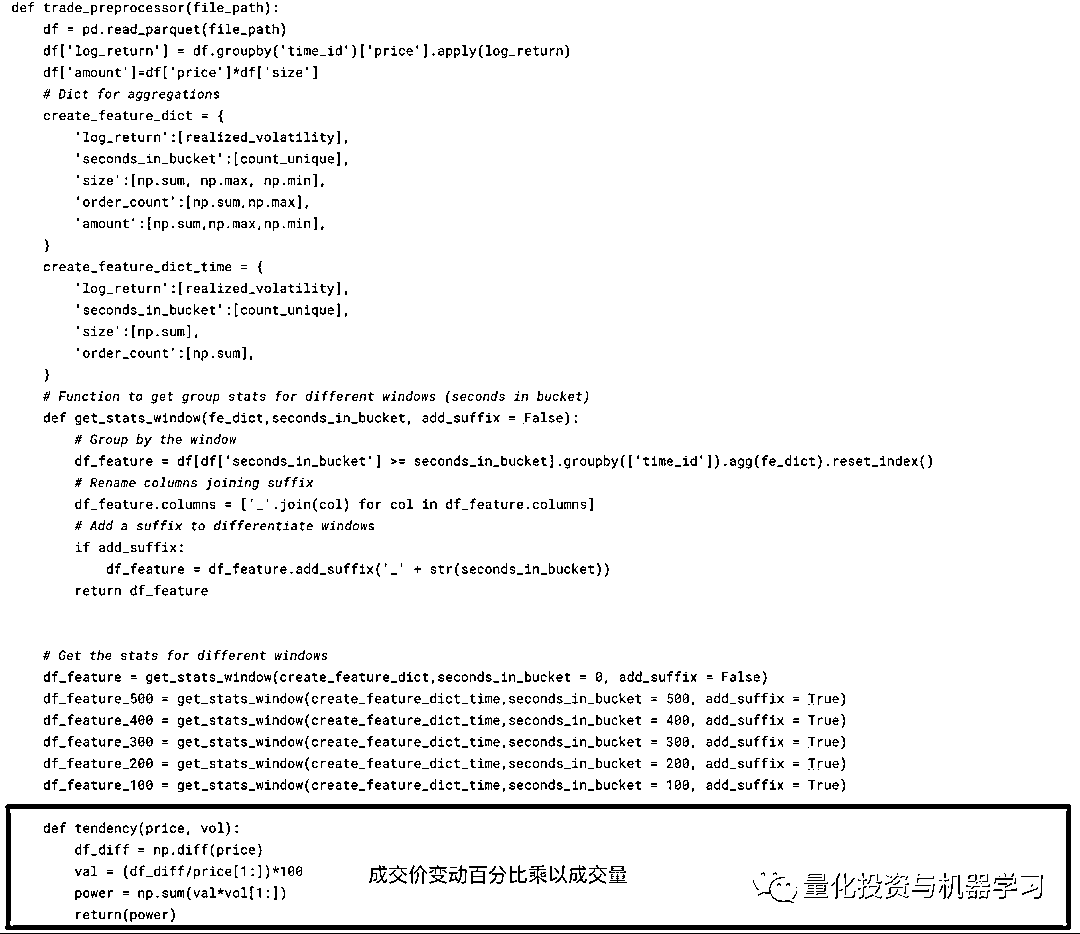 def trade_preprocessor(file_path):
    df = pd.read_parquet(file_path)
    df['log_return'] = df.groupby('time_id')['price'].apply(log_return)
    df['amount']=df['price']*df['size']
    # Dict for aggregations
    create_feature_dict = {
        'log_return':[realized_volatility],
        'seconds_in_bucket':[count_unique],
        'size':[np.sum, np.max, np.min],
        'order_count':[np.sum,np.max],
        'amount':[np.sum,np.max,np.min],
    }
    create_feature_dict_time = {
        'log_return':[realized_volatility],
        'seconds_in_bucket':[count_unique],
        'size':[np.sum],
        'order_count':[np.sum],
    }
    # Function to get group stats for different windows (seconds in bucket)
    def get_stats_window(fe_dict,seconds_in_bucket, add_suffix = False):
        # Group by the window
        df_feature = df[df['seconds_in_bucket'] >= seconds_in_bucket].groupby(['time_id']).agg(fe_dict).reset_index()
        # Rename columns joining suffix
        df_feature.columns = ['_'.join(col) for col in df_feature.columns]
        # Add a suffix to differentiate windows
        if add_suffix:
            df_feature = df_feature.add_suffix('_' + str(seconds_in_bucket))
        return df_feature
    # Get the stats for different windows
    df_feature = get_stats_window(create_feature_dict,seconds_in_bucket = 0, add_suffix = False)
    df_feature_500 = get_stats_window(create_feature_dict_time,seconds_in_bucket = 500, add_suffix = True)
    df_feature_400 = get_stats_window(create_feature_dict_time,seconds_in_bucket = 400, add_suffix = True)
    df_feature_300 = get_stats_window(create_feature_dict_time,seconds_in_bucket = 300, add_suffix = True)
    df_feature_200 = get_stats_window(create_feature_dict_time,seconds_in_bucket = 200, add_suffix = True)
    df_feature_100 = get_stats_window(create_feature_dict_time,seconds_in_bucket = 100, add_suffix = True)
    def tendency(price, vol):
        df_diff = np.diff(price)
        val = (df_diff/price[1:])*100
        power = np.sum(val*vol[1:])
        return(power)
成交价变动百分比乘以成交量
量化投资与机器学习